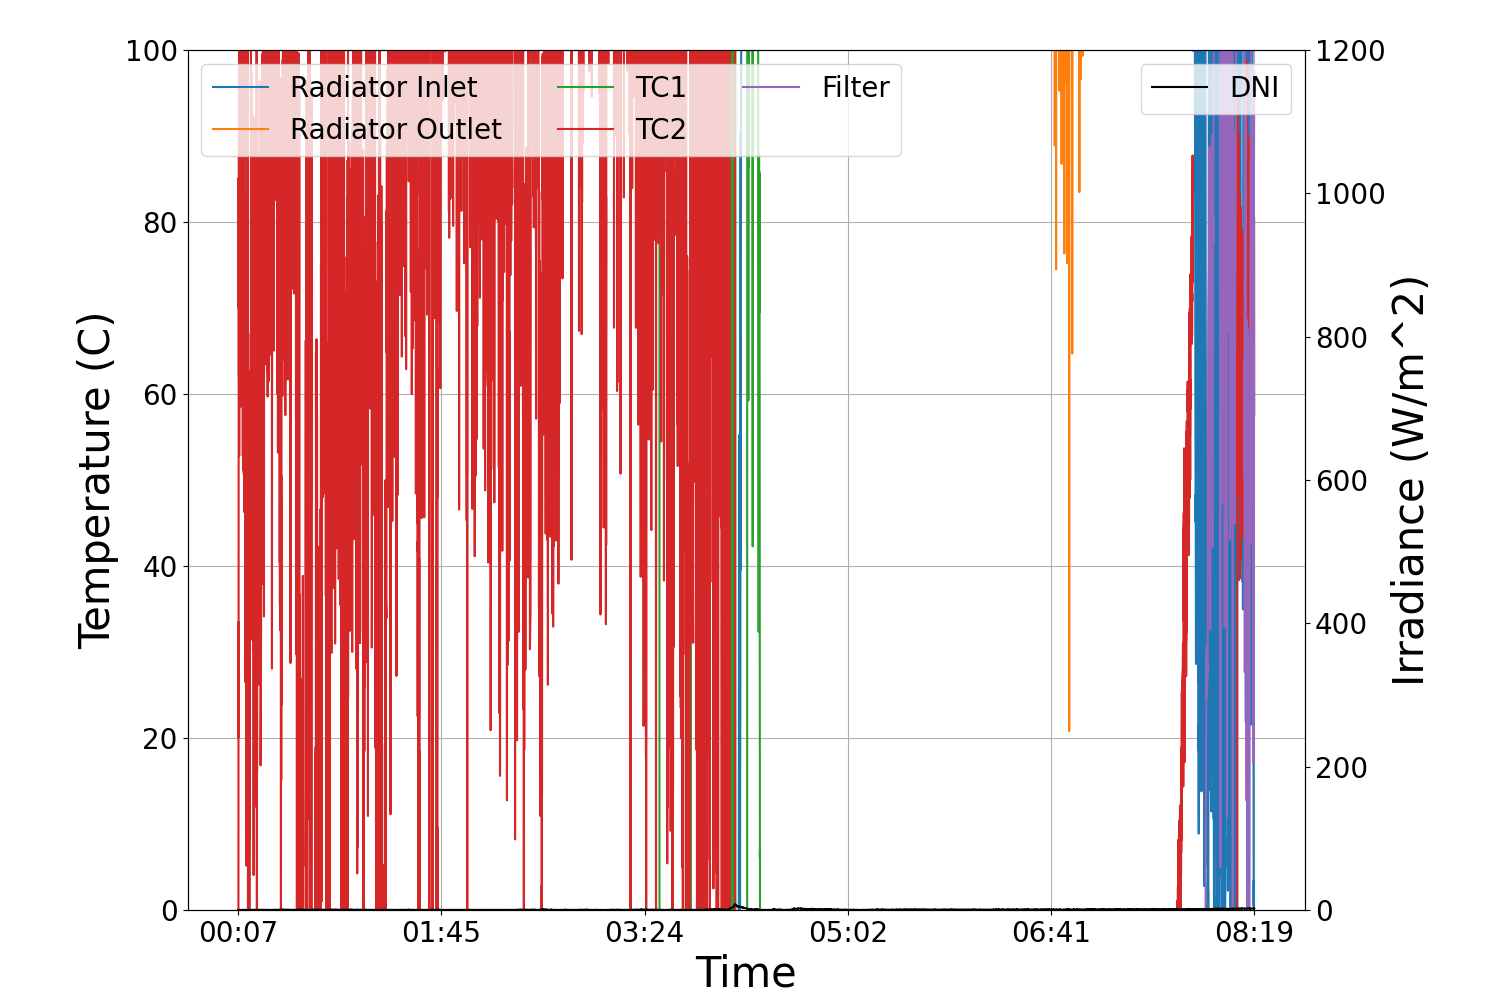 100
80
60
40
20
0
Temperature (C)
Radiator Inlet
Radiator Outlet
TC1
TC2
Filter
DNI
1200
1000
800
600
400
200
0
Irradiance (W/m^2)
00:07 01:45 03:24 05:02 06:41 08:19
Time